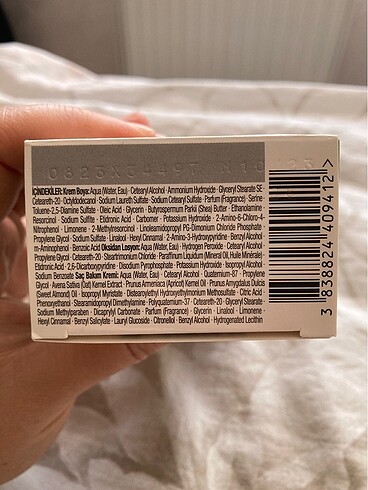 İÇİNDEKİLER: Krem Boya: Aqua (Water, Eau) · Cetearyl Alcohol · Ammonium Hydroxide · Glyceryl Stearate SE ·
Ceteareth-20 · Octyldodecanol · Sodium Laureth Sulfate · Sodium Cetearyl Sulfate · Parfum (Fragrance) · Serine ·
Toluene-2,5-Diamine Sulfate · Oleic Acid · Glycerin · Butyrospermum Parkii (Shea) Butter · Ethanolamine ·
Resorcinol · Sodium Sulfite · Etidronic Acid · Carbomer · Potassium Hydroxide · 2-Amino-6-Chloro-4-
Nitrophenol · Limonene · 2-Methylresorcinol · Linoleamidopropyl PG-Dimonium Chloride Phosphate ·
Propylene Glycol · Sodium Sulfate · Linalool · Hexyl Cinnamal · 2-Amino-3-Hydroxypyridine · Benzyl Alcohol ·
m-Aminophenol · Benzoic Acid Oksidan Losyon: Aqua (Water, Eau) · Hydrogen Peroxide · Cetearyl Alcohol ·
Propylene Glycol · Ceteareth-20 · Steartrimonium Chloride · Paraffinum Liquidum (Mineral Oil, Huile Minérale) ·
Etidronic Acid · 2,6-Dicarboxypyridine · Disodium Pyrophosphate · Potassium Hydroxide · Isopropyl Alcohol ·
Sodium Benzoate Saç Bakım Kremi: Aqua (Water, Eau) · Cetearyl Alcohol · Quaternium-87 · Propylene
Glycol · Avena Sativa (Oat) Kernel Extract · Prunus Armeniaca (Apricot) Kernel Oil · Prunus Amygdalus Dulcis
(Sweet Almond) Oil · Isopropyl Myristate · Distearoylethyl Hydroxyethylmonium Methosulfate · Citric Acid ·
Phenoxyethanol · Stearamidopropyl Dimethylamine · Polyquaternium-37 · Ceteareth-20 · Glyceryl Stearate ·
Sodium Methylparaben · Dicaprylyl Carbonate · Parfum (Fragrance) · Glycerin · Linalool · Limonene ·
Hexyl Cinnamal · Benzyl Salicylate · Lauryl Glucoside · Citronellol · Benzyl Alcohol · Hydrogenated Lecithin
3 838824 409412 >